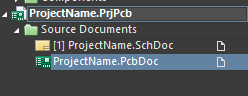 ProjectName.PrjPcb
Source Documents
[1] ProjectName.SchDoc
ProjectName.PcbDoc